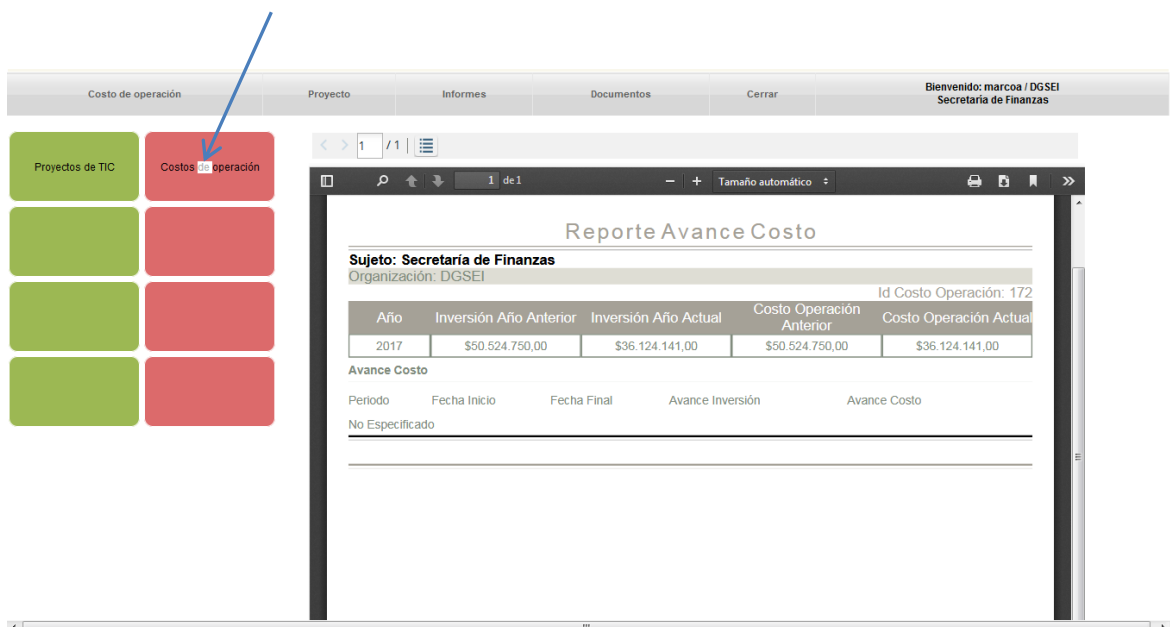 Costo de operación Proyecto Informes Documentos Cerrar Bienvenido: marcoa / DGSEI
Secretaría de Finanzas
Proyectos de TIC Costos de operación
1 / 1
1 de 1 Tamaño automático
Reporte Avance Costo
Sujeto: Secretaría de Finanzas
Organización: DGSEI
Id Costo Operación: 172
Año Inversión Año Anterior Inversión Año Actual Costo Operación Anterior Costo Operación Actual
2017 $50.524.750,00 $36.124.141,00 $50.524.750,00 $36.124.141,00
Avance Costo
Periodo Fecha Inicio Fecha Final Avance Inversión Avance Costo
No Especificado